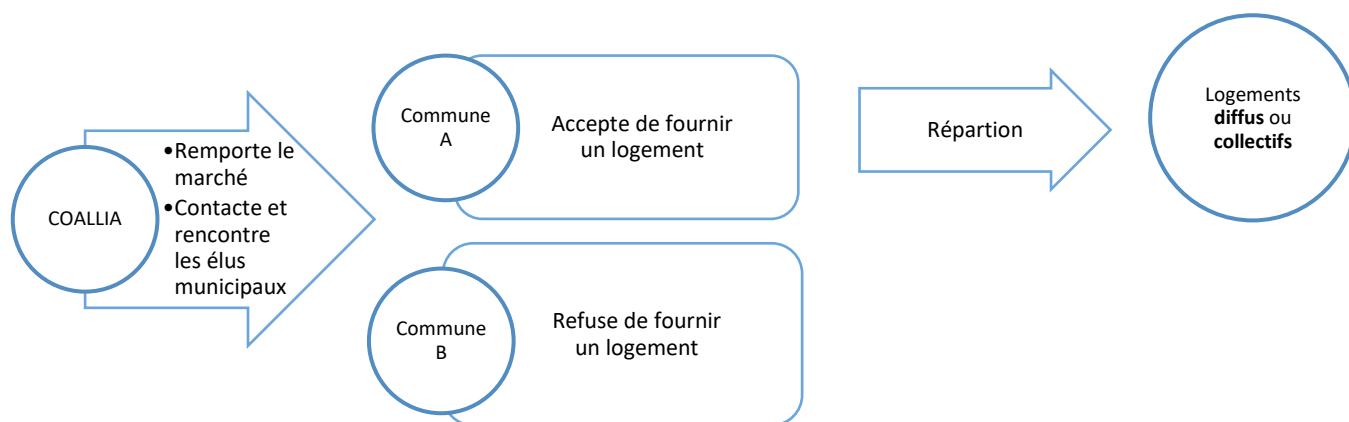 COALLIA
•Remporte le
marché
•Contacte et
rencontre
les élus
municipaux
Commune
A
Accepte de fournir
un logement
Commune
B
Refuse de fournir
un logement
Répartion
Logements
diffus ou
collectifs